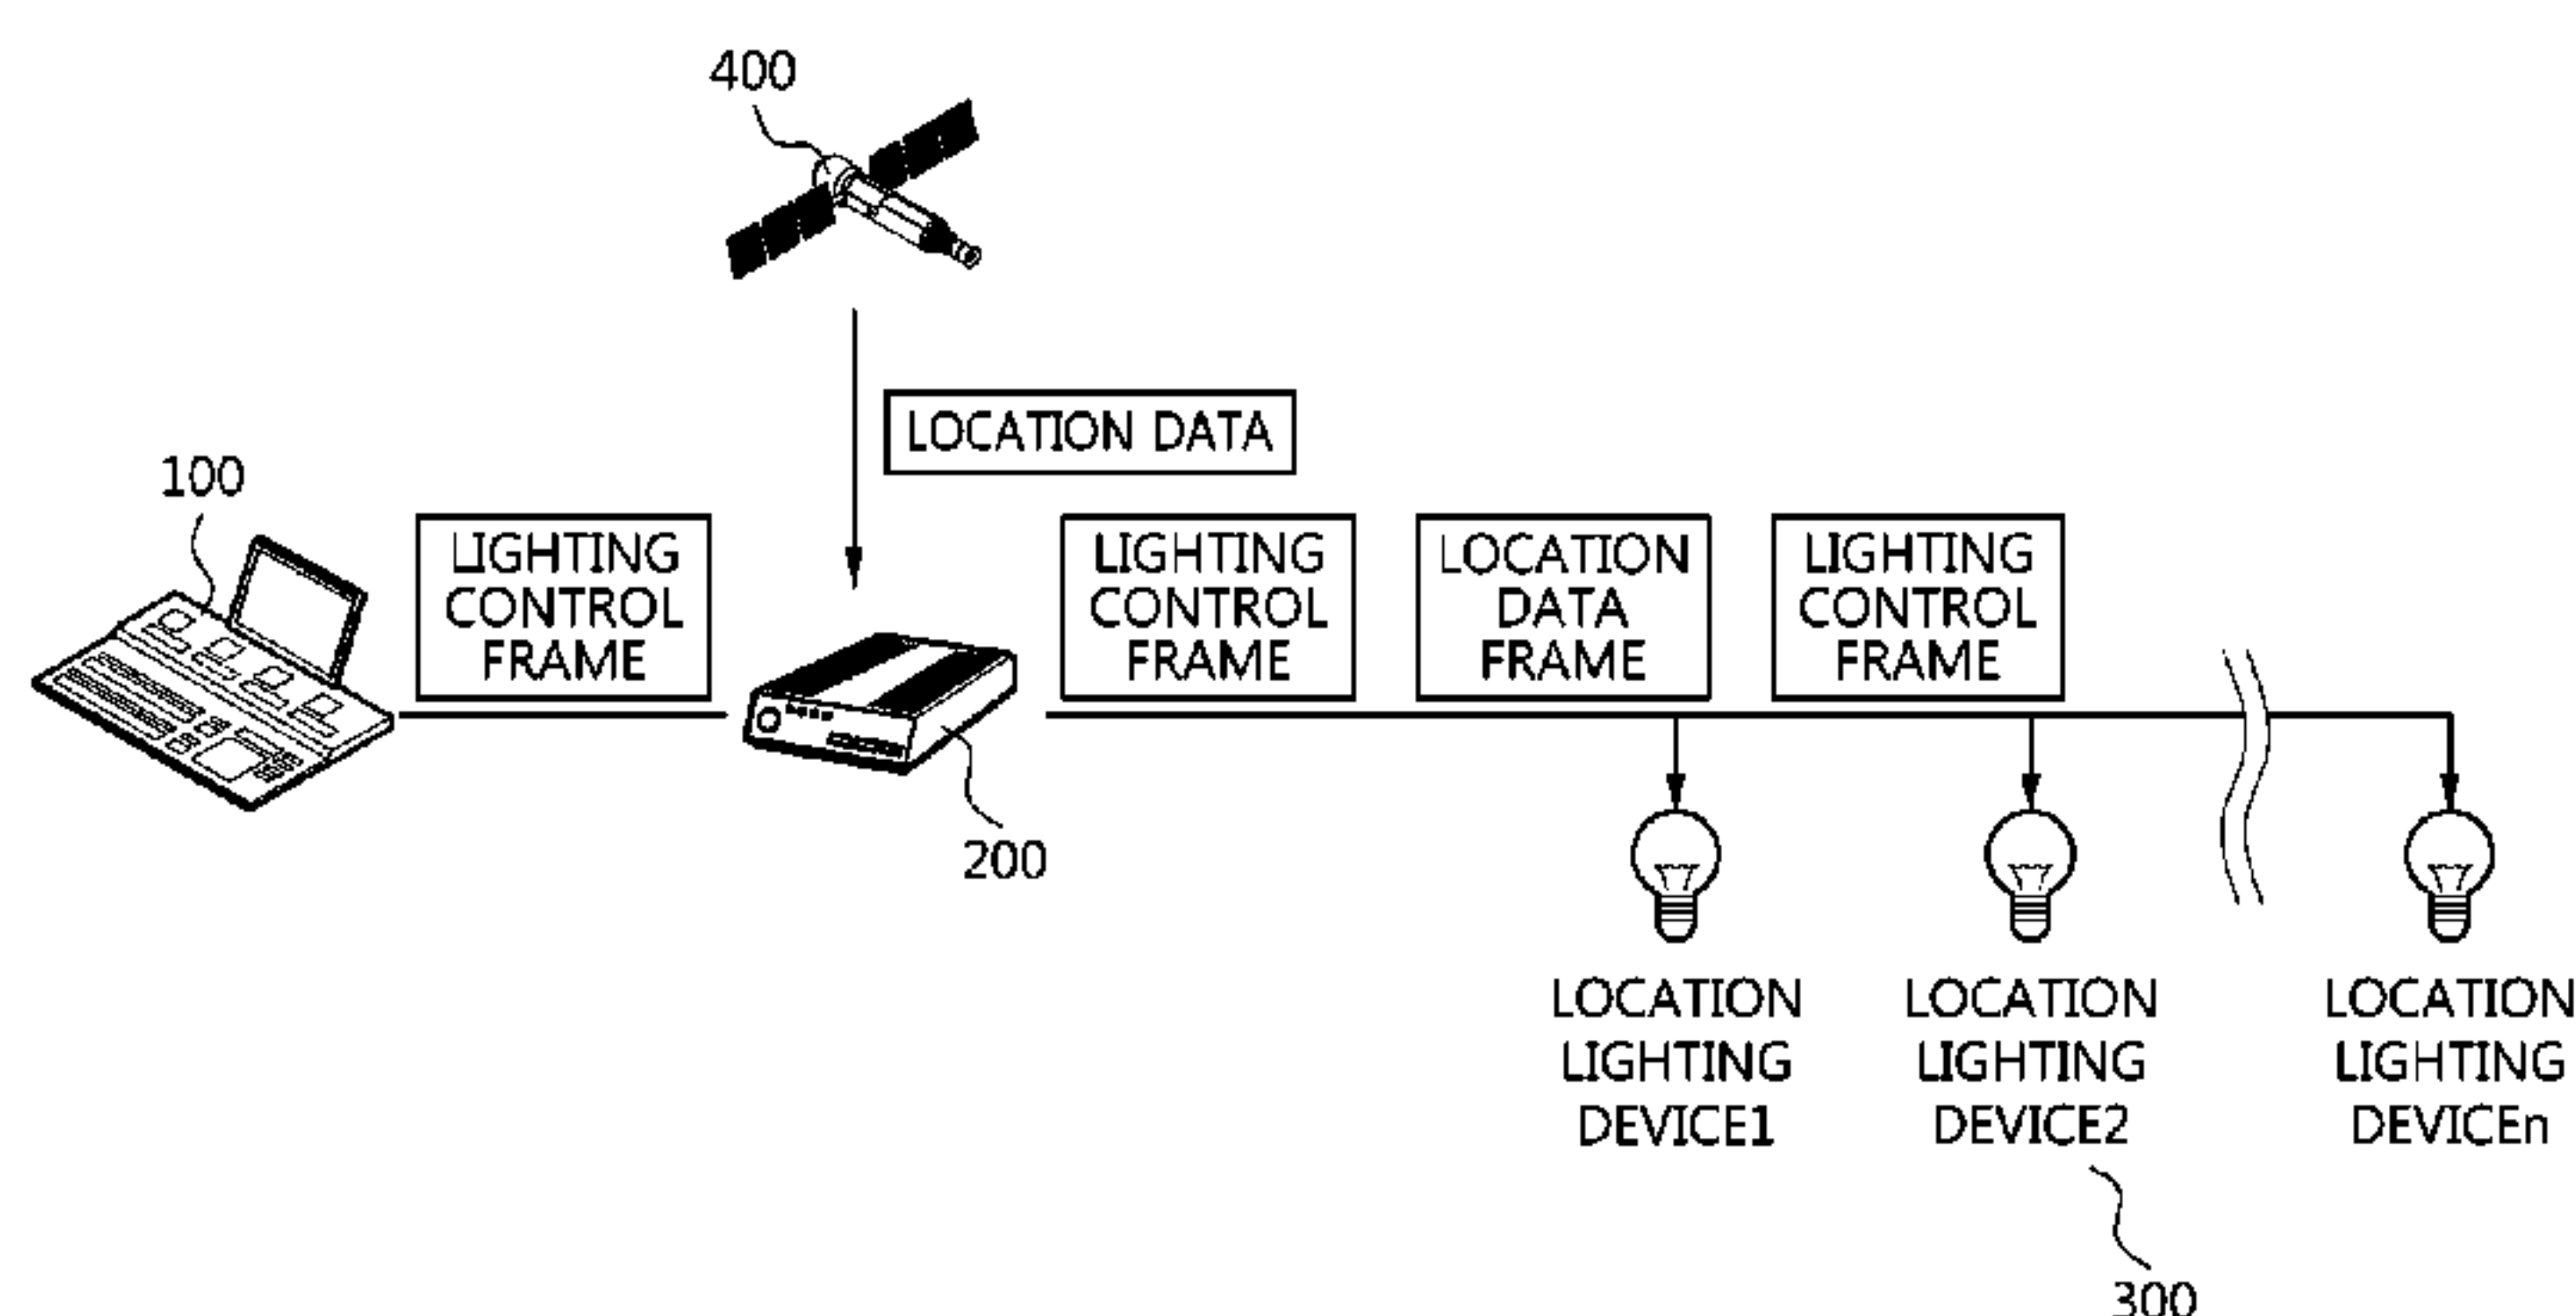 400
LOCATION DATA
100
LIGHTING
CONTROL
FRAME
LIGHTING
CONTROL
FRAME
LOCATION
DATA
FRAME
LIGHTING
CONTROL
FRAME
200
LOCATION
LIGHTING
DEVICE1
LOCATION
LIGHTING
DEVICE2
LOCATION
LIGHTING
DEVICEn
300